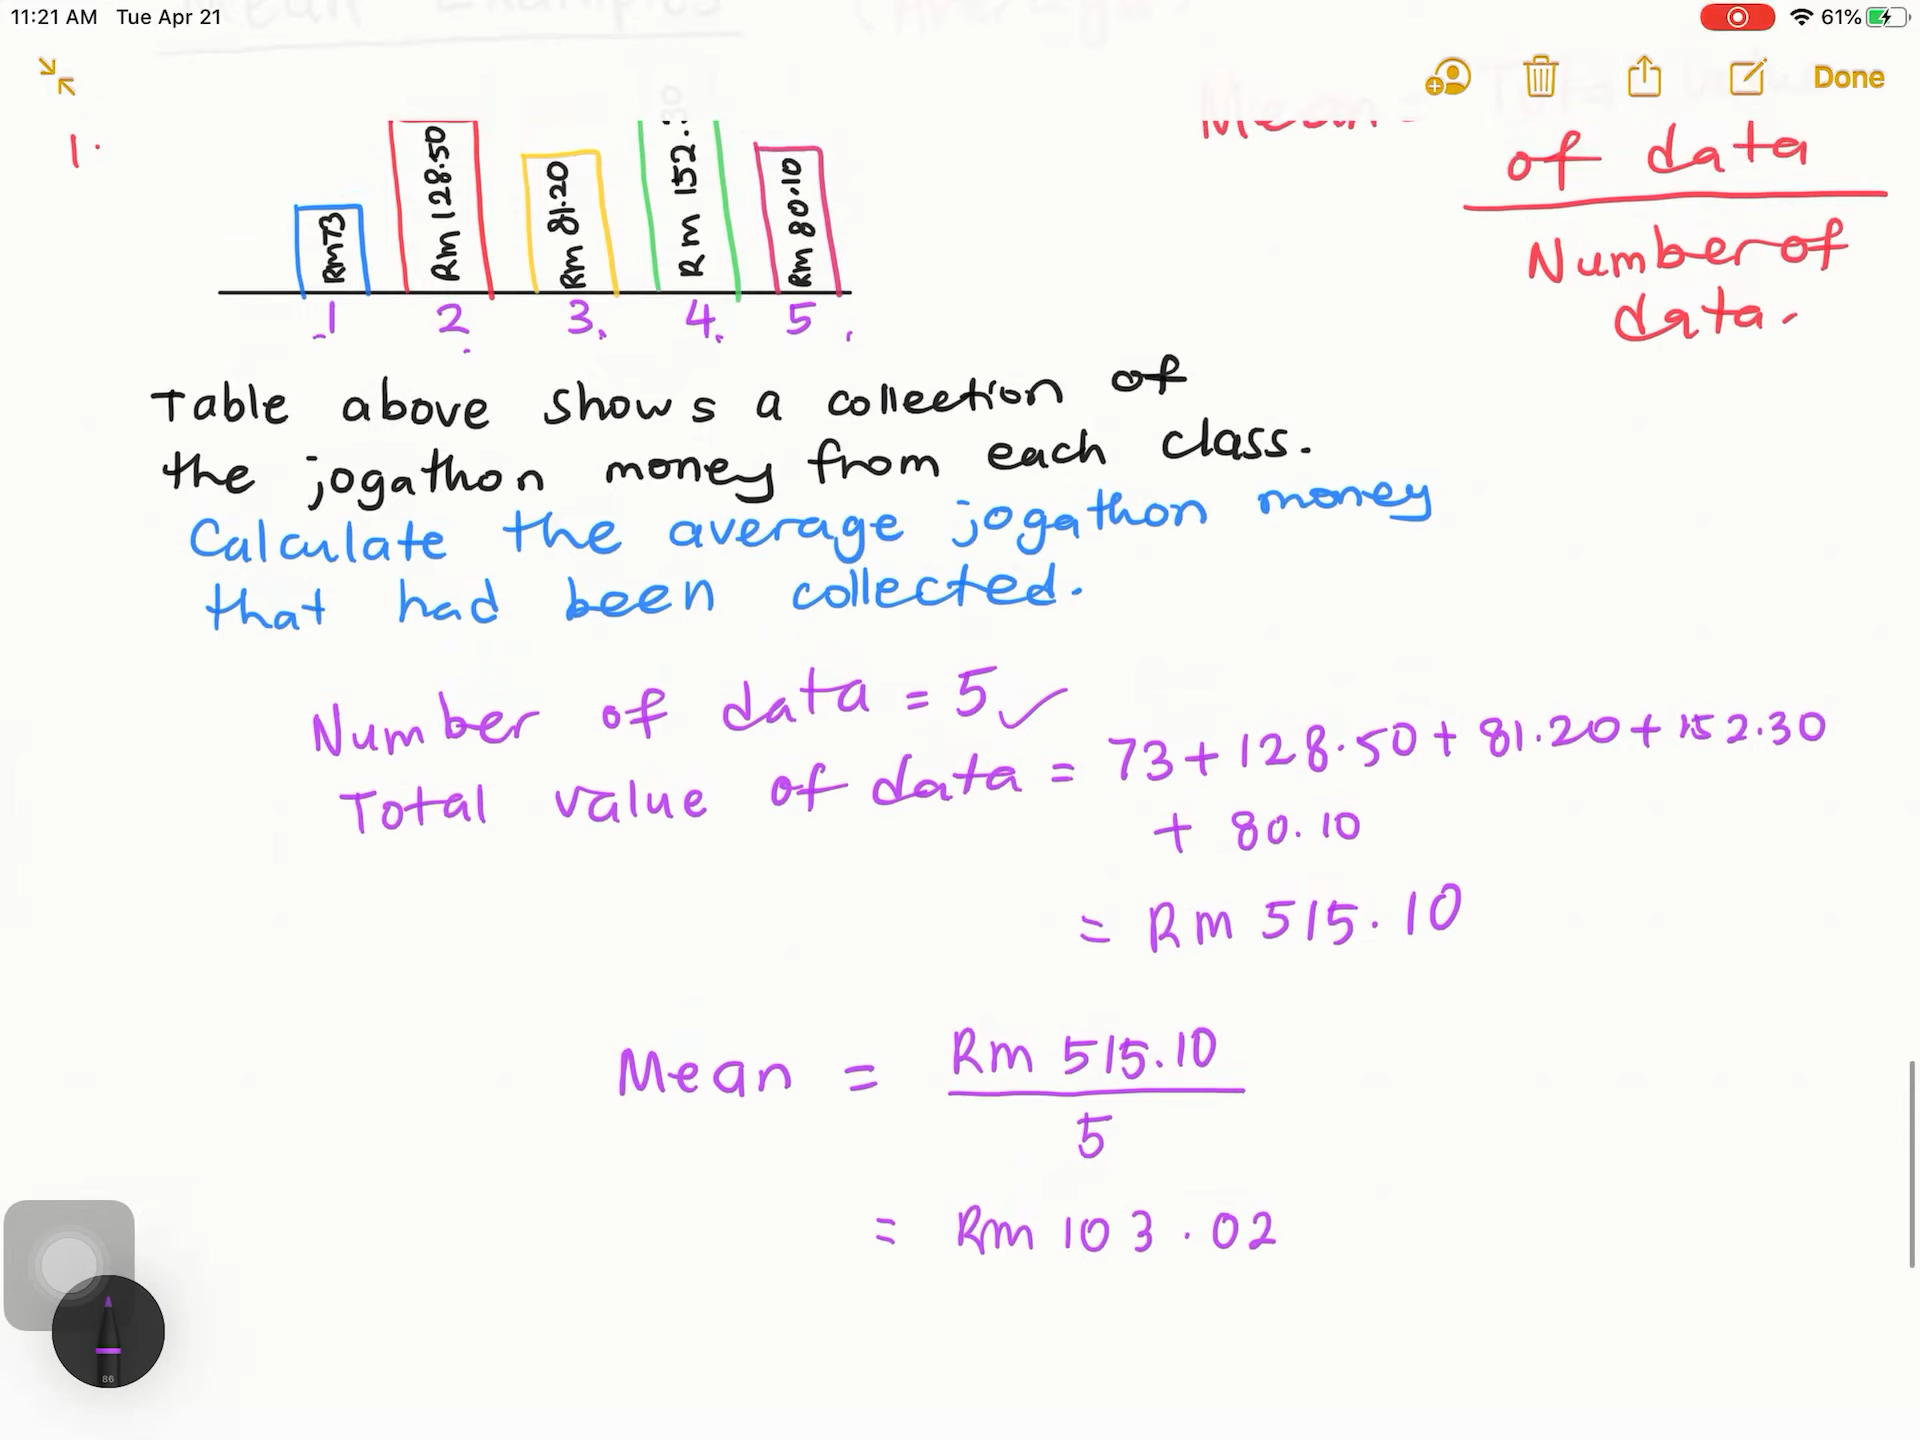 11:21 AM Tue Apr 21
61%
Done
Mean =
of data
Number of
data.
1.
Rm73
Rm 128.50
Rm 81.20
Rm 152.
Rm 80.10
1 2 3. 4. 5
Table above shows a collection of
the jogathon money from each class.
Calculate the average jogathon money
that had been collected.
Number of data = 5 ✓
Total value of data = 73 + 128.50 + 81.20 + 152.30
+ 80.10
= Rm 515.10
Mean = Rm 515.10
5
= Rm 103.02
86